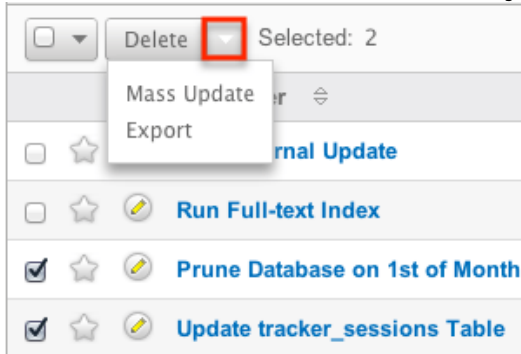 Delete Selected: 2
Mass Update
Export
r
rnal Update
Run Full-text Index
Prune Database on 1st of Month
Update tracker_sessions Table